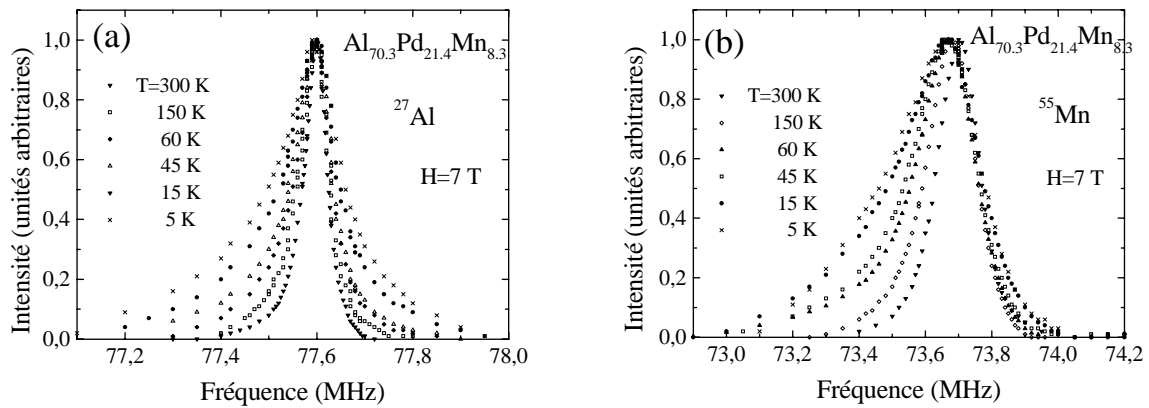 (a)
Al70.3Pd21.4Mn8.3
T=300 K
150 K
60 K
45 K
15 K
5 K
27Al
H=7 T
Intensité (unités arbitraires)
1,0
0,8
0,6
0,4
0,2
0,0
77,2 77,4 77,6 77,8 78,0
Fréquence (MHz)
(b)
Al70.3Pd21.4Mn8.3
T=300 K
150 K
60 K
45 K
15 K
5 K
55Mn
H=7 T
Intensité (unités arbitraires)
1,0
0,8
0,6
0,4
0,2
0,0
73,0 73,2 73,4 73,6 73,8 74,0 74,2
Fréquence (MHz)